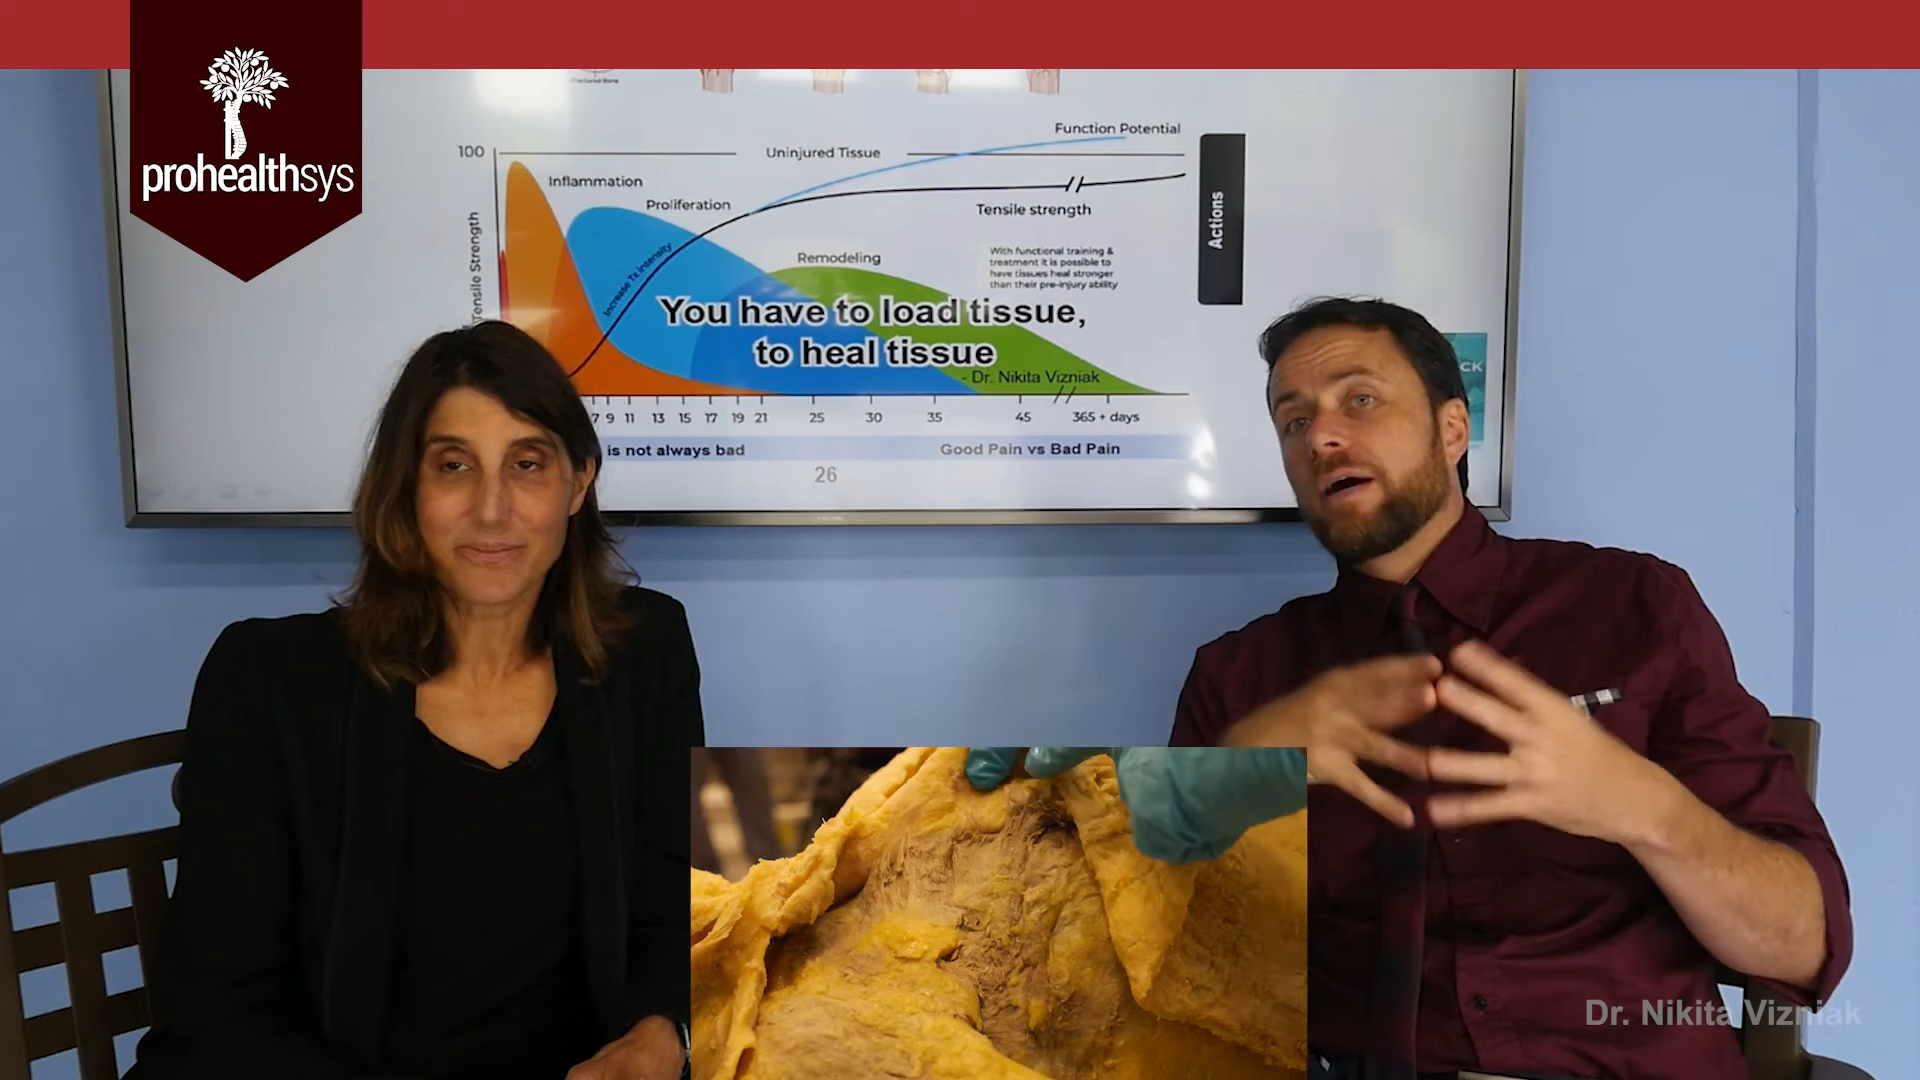 prohealthsys
Fractured Bone
Function Potential
100
Uninjured Tissue
Inflammation
Proliferation
Tensile strength
Actions
Tensile Strength
Increase Tx Intensity
Remodeling
With functional training &
treatment it is possible to
have tissues heal stronger
than their pre-injury ability
You have to load tissue,
to heal tissue
- Dr. Nikita Vizniak
CK
7 9 11 13 15 17 19 21 25 30 35 45 365 + days
is not always bad
Good Pain vs Bad Pain
26
Dr. Nikita Vizniak